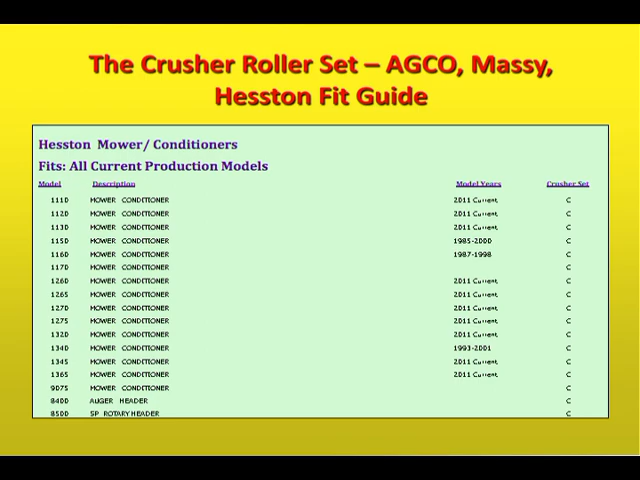 The Crusher Roller Set – AGCO, Massy,
Hesston Fit Guide
Hesston Mower/ Conditioners
Fits: All Current Production Models
Model Description Model Years Crusher Set
1110 MOWER CONDITIONER 2011 Current C
1120 MOWER CONDITIONER 2011 Current C
1130 MOWER CONDITIONER 2011 Current C
1150 MOWER CONDITIONER 1985-2000 C
1160 MOWER CONDITIONER 1987-1998 C
1170 MOWER CONDITIONER C
1260 MOWER CONDITIONER 2011 Current C
1265 MOWER CONDITIONER 2011 Current C
1270 MOWER CONDITIONER 2011 Current C
1275 MOWER CONDITIONER 2011 Current C
1320 MOWER CONDITIONER 2011 Current C
1340 MOWER CONDITIONER 1993-2001 C
1345 MOWER CONDITIONER 2011 Current C
1365 MOWER CONDITIONER 2011 Current C
9075 MOWER CONDITIONER C
8400 AUGER HEADER C
8500 SP ROTARY HEADER C